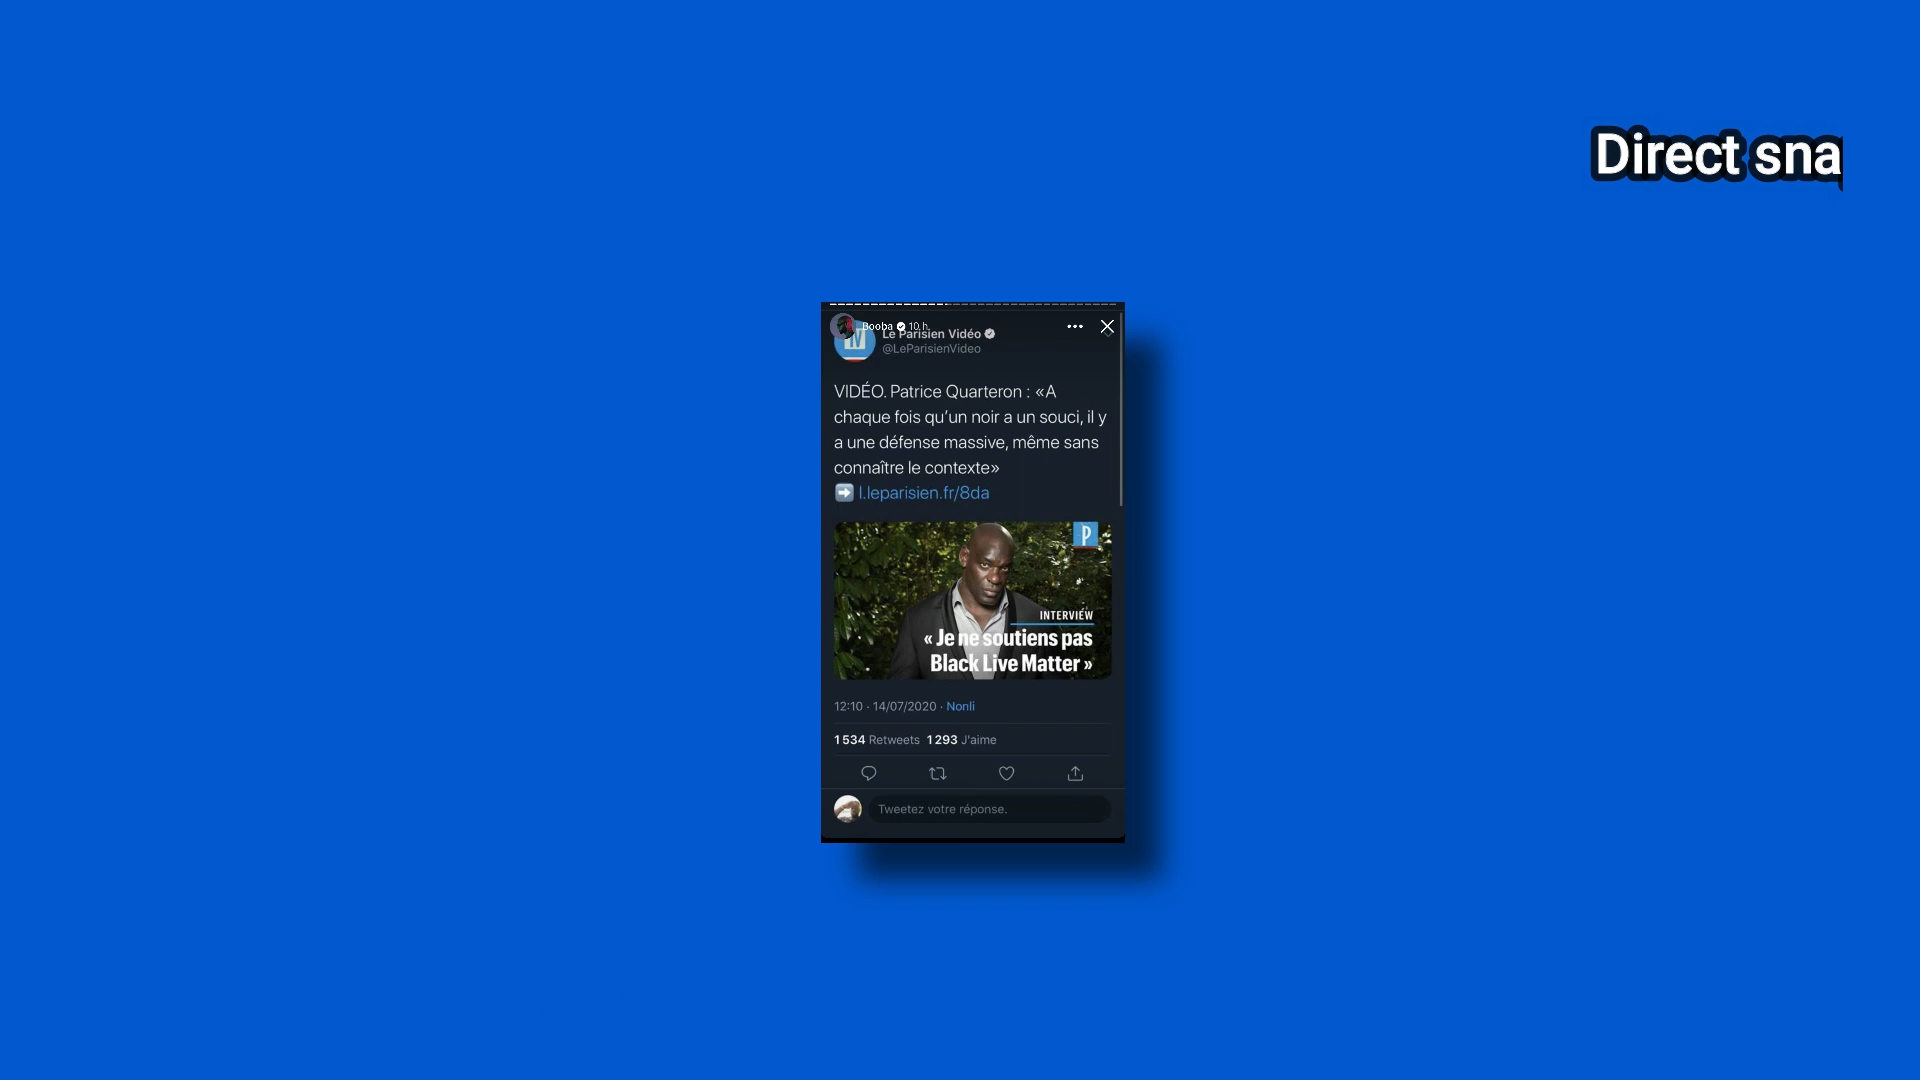 Direct sna
Booba 10 h
Le Parisien Vidéo
@LeParisienVideo
VIDÉO. Patrice Quarteron : «A
chaque fois qu'un noir a un souci, il y
a une défense massive, même sans
connaître le contexte»
➡ l.leparisien.fr/8da
P
INTERVIEW
« Je ne soutiens pas
Black Live Matter »
12:10 · 14/07/2020 · Nonli
1 534 Retweets 1 293 J'aime
Tweetez votre réponse.